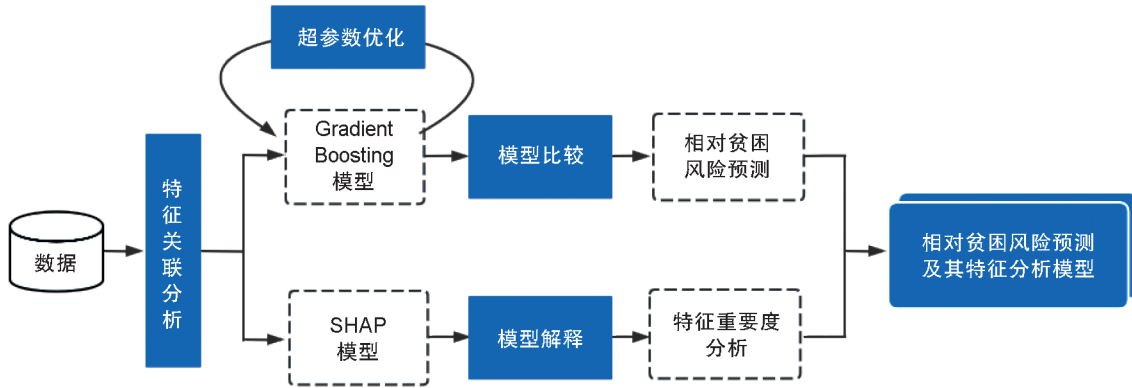 超参数优化
Gradient
Boosting
模型
模型比较
相对贫困
风险预测
特
征
关
联
分
析
数据
相对贫困风险预测
及其特征分析模型
SHAP
模型
模型解释
特征重要度
分析